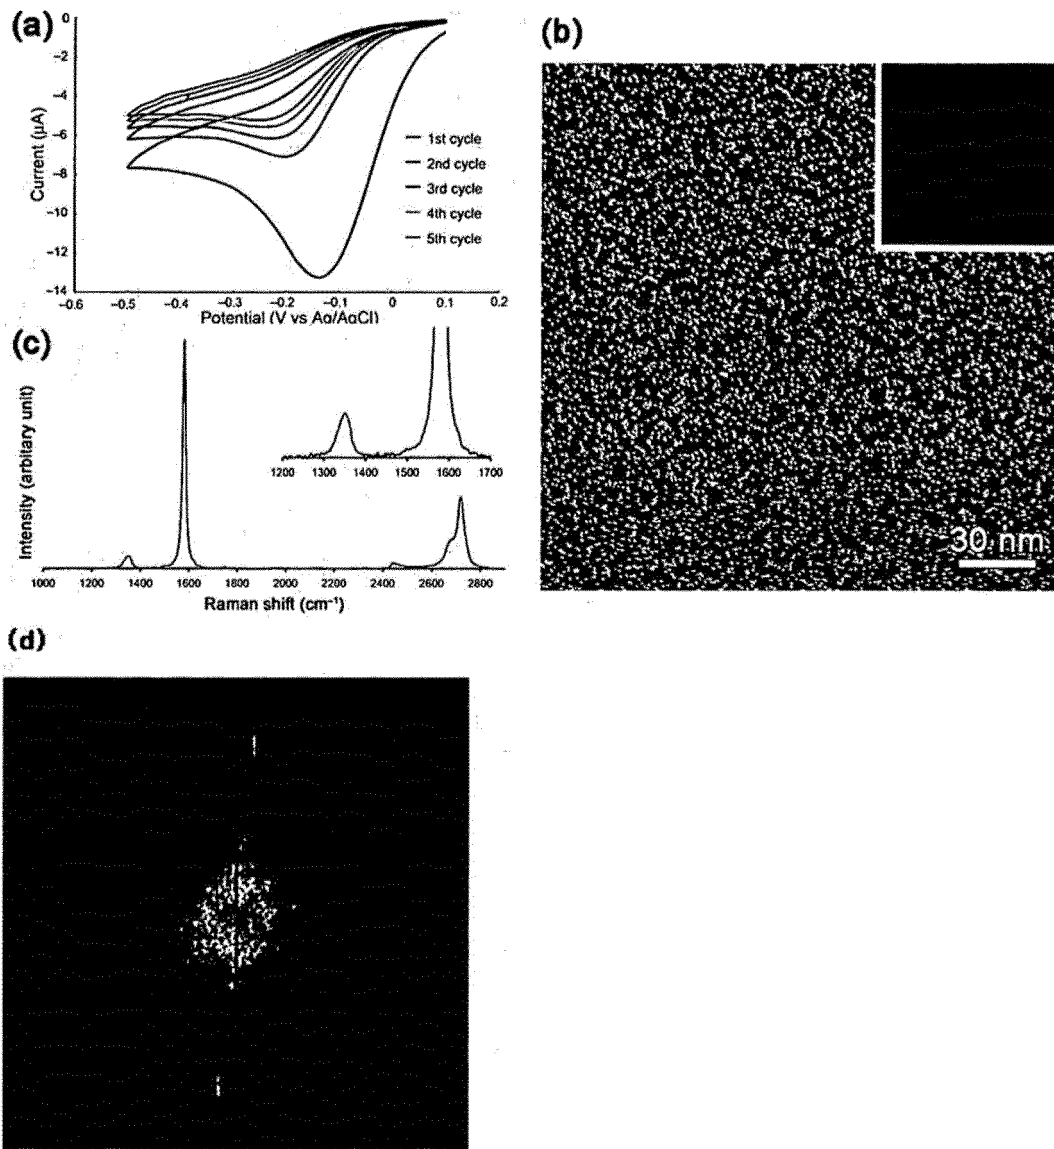 (a)
0
−2
−4
−6
−8
−10
−12
−14
Current (µA)
1st cycle
2nd cycle
3rd cycle
4th cycle
5th cycle
−0.6
−0.5
−0.4
−0.3
−0.2
−0.1
0
0.1
0.2
Potential (V vs Ag/AgCl)
(b)
30 nm
(c)
Intensity (arbitary unit)
1200 1300 1400 1500 1600 1700
1000 1200 1400 1600 1800 2000 2200 2400 2600 2800
Raman shift (cm⁻¹)
(d)